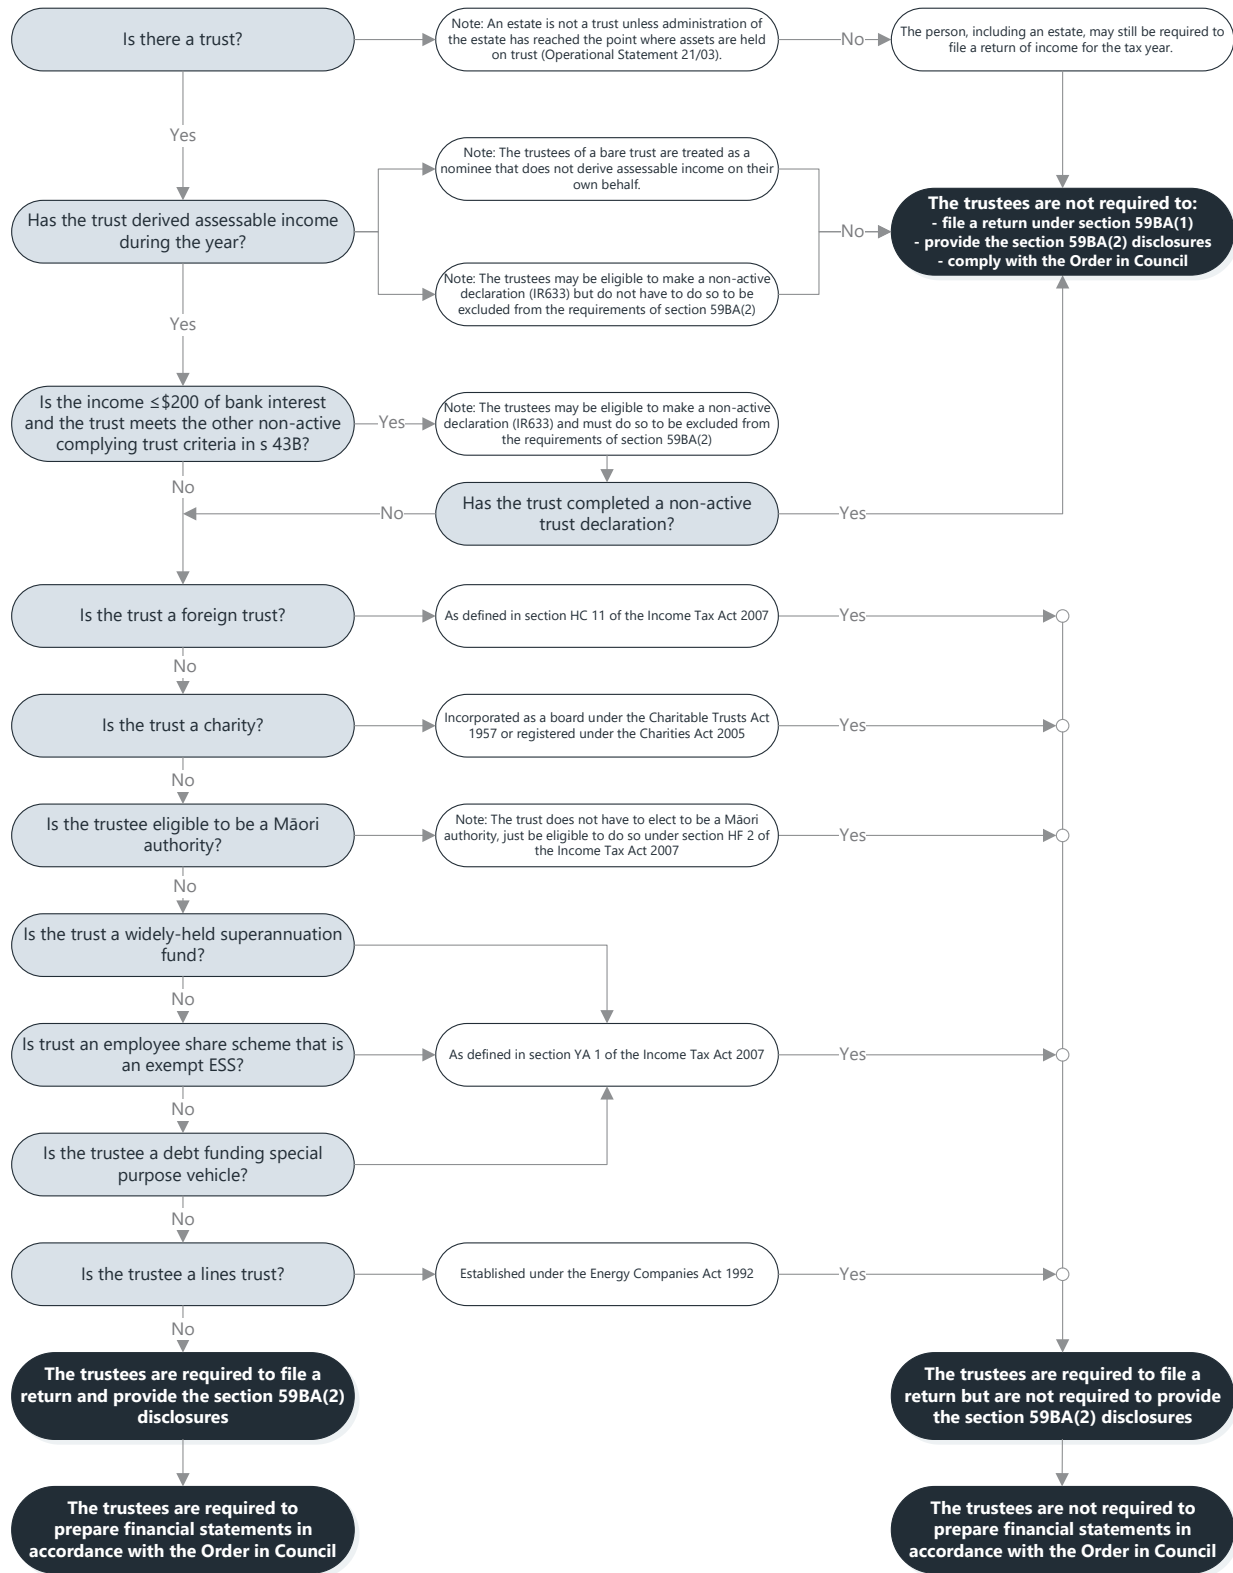 Is there a trust?
Note: An estate is not a trust unless administration of
the estate has reached the point where assets are held
on trust (Operational Statement 21/03).
No
The person, including an estate, may still be required to
file a return of income for the tax year.
Yes
Note: The trustees of a bare trust are treated as a
nominee that does not derive assessable income on their
own behalf.
Has the trust derived assessable income
during the year?
No
The trustees are not required to:
- file a return under section 59BA(1)
- provide the section 59BA(2) disclosures
- comply with the Order in Council
Note: The trustees may be eligible to make a non-active
declaration (IR633) but do not have to do so to be
excluded from the requirements of section 59BA(2)
Yes
Is the income ≤$200 of bank interest
and the trust meets the other non-active
complying trust criteria in s 43B?
Yes
Note: The trustees may be eligible to make a non-active
declaration (IR633) and must do so to be excluded from
the requirements of section 59BA(2)
No
No
Has the trust completed a non-active
trust declaration?
Yes
Is the trust a foreign trust?
As defined in section HC 11 of the Income Tax Act 2007
Yes
No
Is the trust a charity?
Incorporated as a board under the Charitable Trusts Act
1957 or registered under the Charities Act 2005
Yes
No
Is the trustee eligible to be a Māori
authority?
Note: The trust does not have to elect to be a Māori
authority, just be eligible to do so under section HF 2 of
the Income Tax Act 2007
Yes
No
Is the trust a widely-held superannuation
fund?
No
Is trust an employee share scheme that is
an exempt ESS?
As defined in section YA 1 of the Income Tax Act 2007
Yes
No
Is the trustee a debt funding special
purpose vehicle?
No
Is the trustee a lines trust?
Established under the Energy Companies Act 1992
Yes
No
The trustees are required to file a
return and provide the section 59BA(2)
disclosures
The trustees are required to file a
return but are not required to provide
the section 59BA(2) disclosures
The trustees are required to
prepare financial statements in
accordance with the Order in Council
The trustees are not required to
prepare financial statements in
accordance with the Order in Council